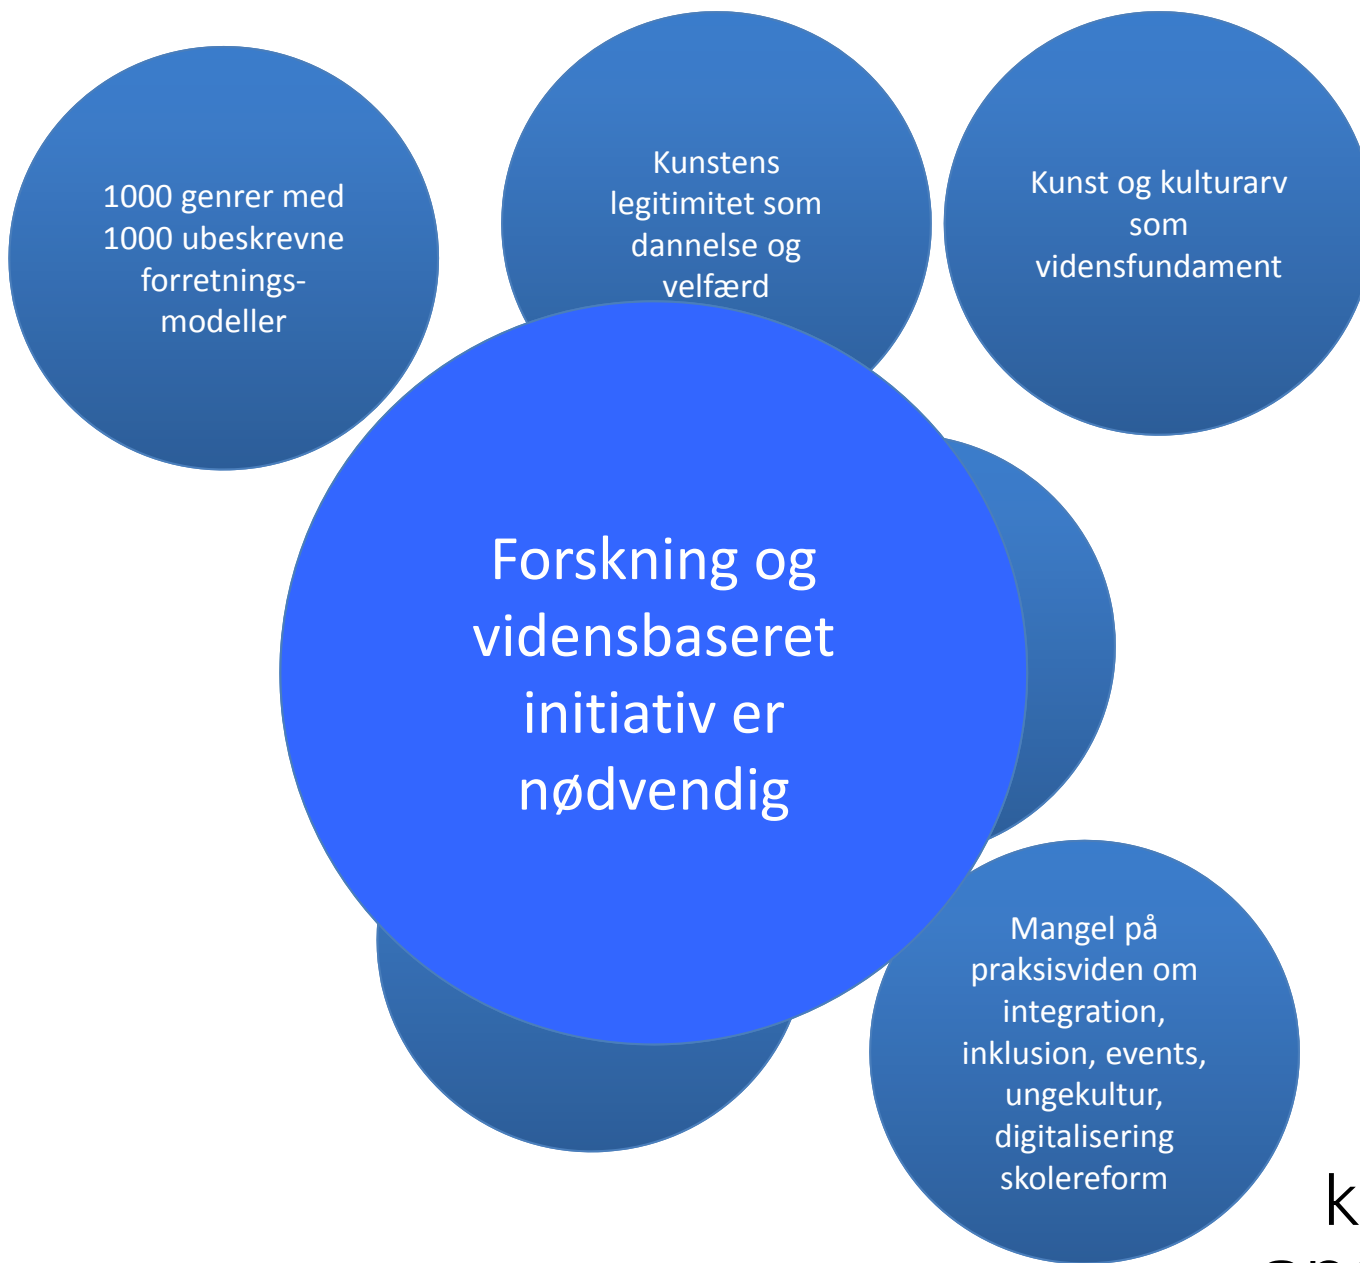 1000 genrer med
1000 ubeskrevne
forretnings-
modeller
Kunstens
legitimitet som
dannelse og
velfærd
Kunst og kulturarv
som
vidensfundament
Forskning og
vidensbaseret
initiativ er
nødvendig
Mangel på
praksisviden om
integration,
inklusion, events,
ungekultur,
digitalisering
skolereform
k